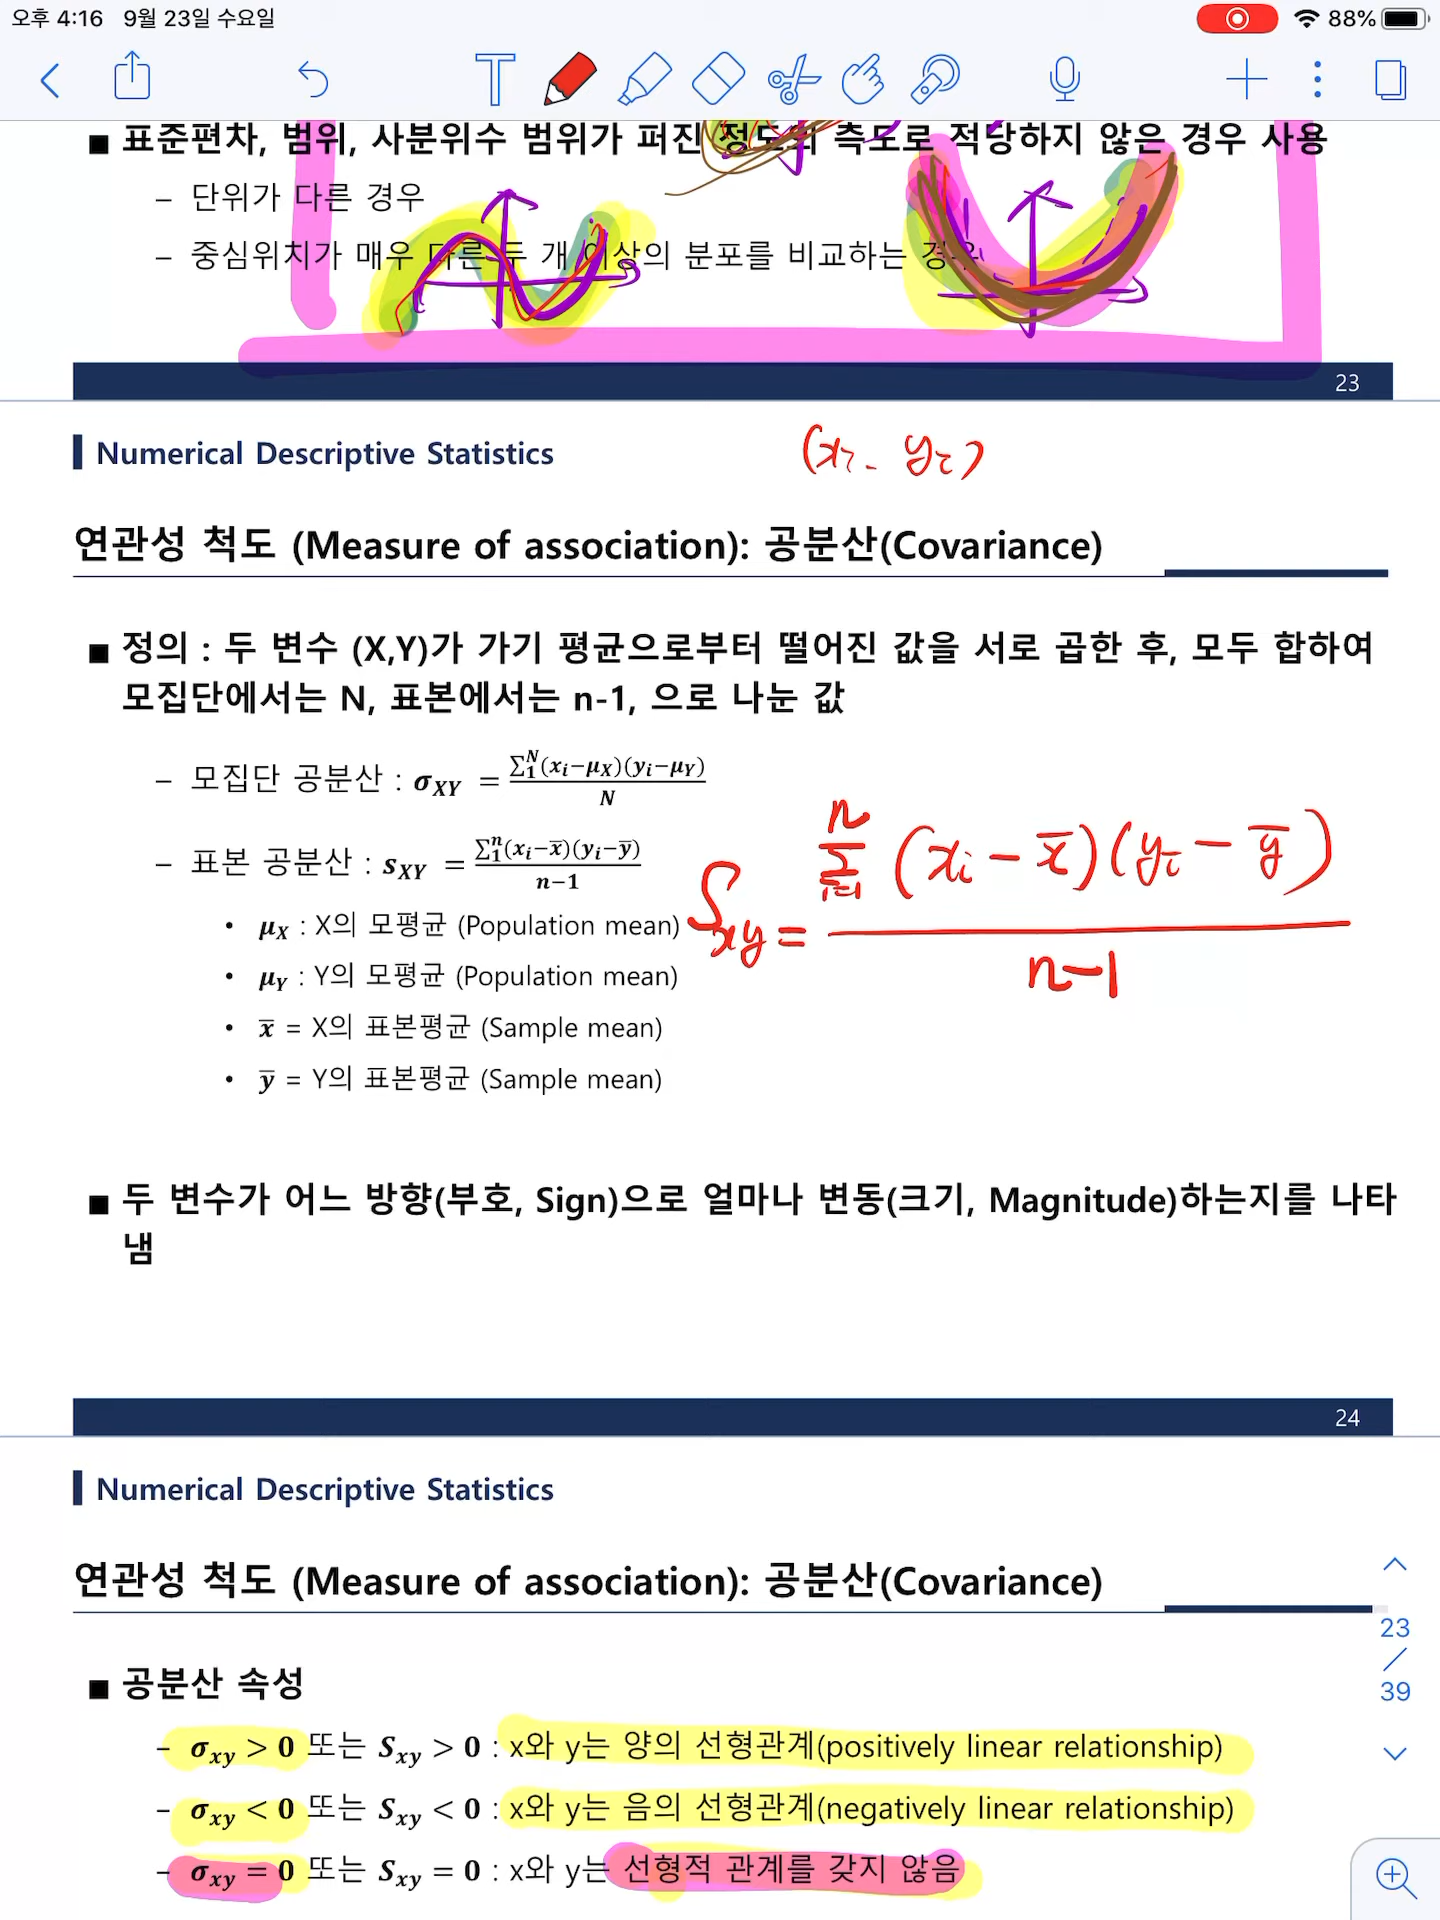 오후 4:16 9월 23일 수요일 88%
■ 표준편차, 범위, 사분위수 범위가 퍼진 정도의 측도로 적당하지 않은 경우 사용
– 단위가 다른 경우
– 중심위치가 매우 다른 두 개 이상의 분포를 비교하는 경우
23
Numerical Descriptive Statistics
(xi, yi)
연관성 척도 (Measure of association): 공분산(Covariance)
■ 정의 : 두 변수 (X,Y)가 가기 평균으로부터 떨어진 값을 서로 곱한 후, 모두 합하여
모집단에서는 N, 표본에서는 n-1, 으로 나눈 값
– 모집단 공분산 : σXY = ∑₁ᴺ(xi−μX)(yi−μY) / N
– 표본 공분산 : sXY = ∑₁ⁿ(xi−x̅)(yi−y̅) / n−1
Sxy = ∑ⁿi=1 (xi − x̅)(yi − y̅) / n−1
• μX : X의 모평균 (Population mean)
• μY : Y의 모평균 (Population mean)
• x̅ = X의 표본평균 (Sample mean)
• y̅ = Y의 표본평균 (Sample mean)
■ 두 변수가 어느 방향(부호, Sign)으로 얼마나 변동(크기, Magnitude)하는지를 나타
냄
24
Numerical Descriptive Statistics
연관성 척도 (Measure of association): 공분산(Covariance)
23
/
39
■ 공분산 속성
– σxy > 0 또는 Sxy > 0 : x와 y는 양의 선형관계(positively linear relationship)
– σxy < 0 또는 Sxy < 0 : x와 y는 음의 선형관계(negatively linear relationship)
– σxy = 0 또는 Sxy = 0 : x와 y는 선형적 관계를 갖지 않음